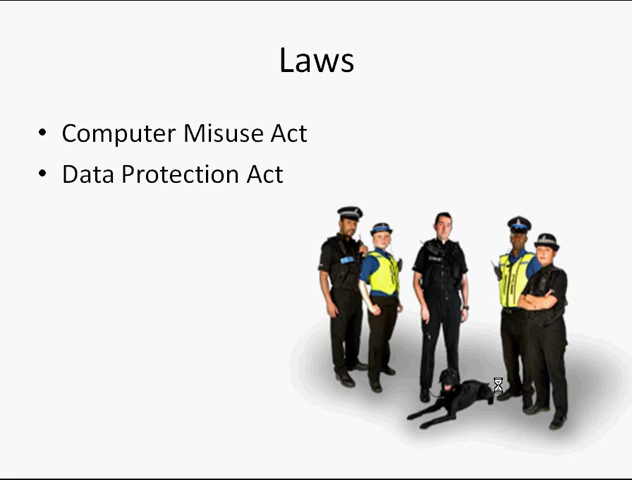 Laws
• Computer Misuse Act
• Data Protection Act